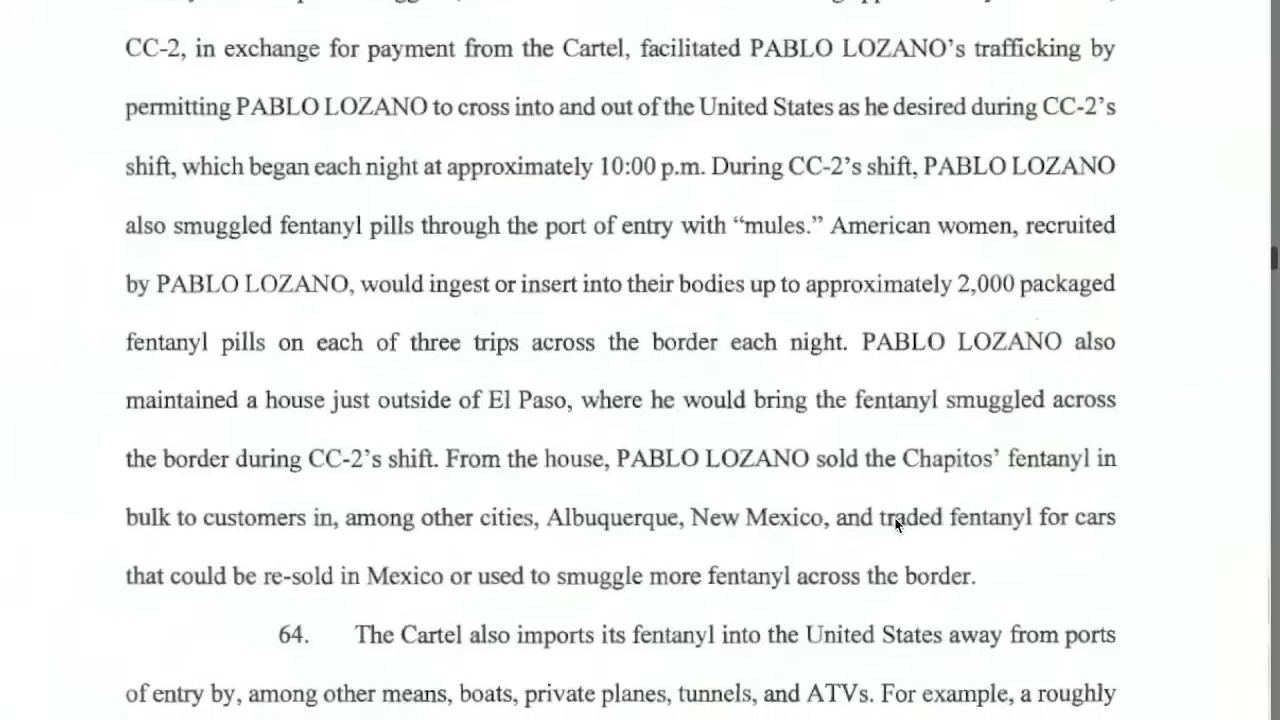 CC-2, in exchange for payment from the Cartel, facilitated PABLO LOZANO's trafficking by
permitting PABLO LOZANO to cross into and out of the United States as he desired during CC-2's
shift, which began each night at approximately 10:00 p.m. During CC-2's shift, PABLO LOZANO
also smuggled fentanyl pills through the port of entry with “mules.” American women, recruited
by PABLO LOZANO, would ingest or insert into their bodies up to approximately 2,000 packaged
fentanyl pills on each of three trips across the border each night. PABLO LOZANO also
maintained a house just outside of El Paso, where he would bring the fentanyl smuggled across
the border during CC-2's shift. From the house, PABLO LOZANO sold the Chapitos' fentanyl in
bulk to customers in, among other cities, Albuquerque, New Mexico, and traded fentanyl for cars
that could be re-sold in Mexico or used to smuggle more fentanyl across the border.
64. The Cartel also imports its fentanyl into the United States away from ports
of entry by, among other means, boats, private planes, tunnels, and ATVs. For example, a roughly